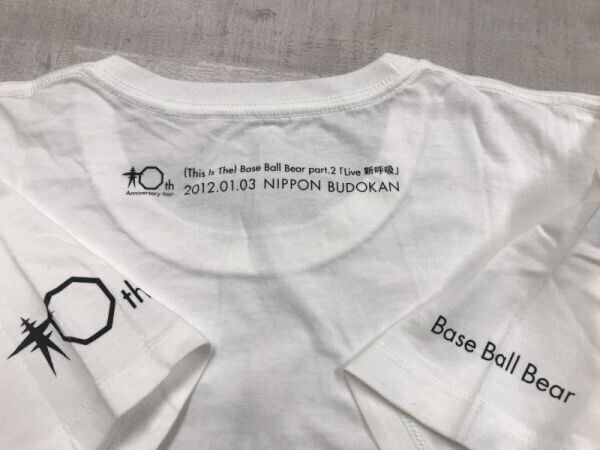 (This Is The) Base Ball Bear part.2「Live 新呼吸」
10th
Anniversary tour
2012.01.03 NIPPON BUDOKAN
10th
Base Ball Bear